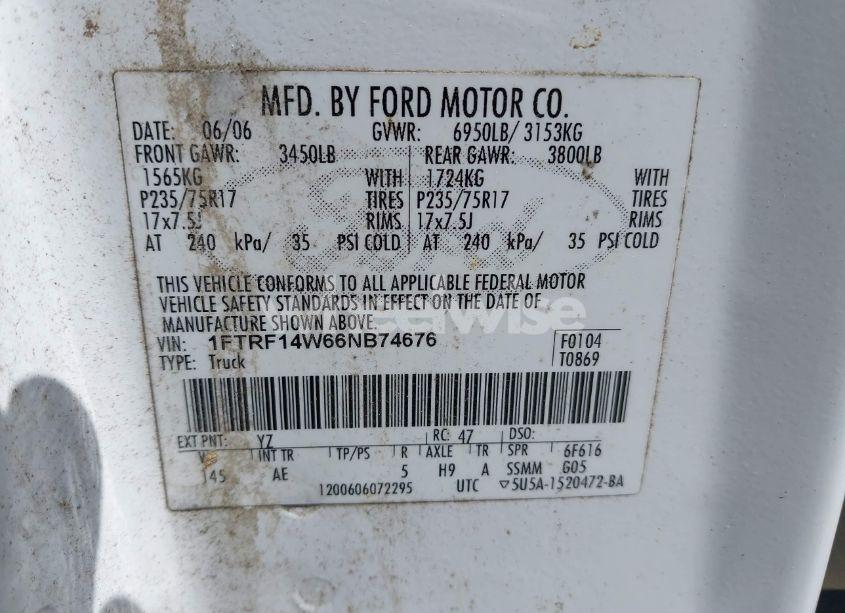 MFD. BY FORD MOTOR CO.
DATE: 06/06 GVWR: 6950LB/ 3153KG
FRONT GAWR: 3450LB REAR GAWR: 3800LB
1565KG WITH 1724KG WITH
P235/75R17 TIRES P235/75R17 TIRES
17x7.5J RIMS 17x7.5J RIMS
AT 240 kPa/ 35 PSI COLD AT 240 kPa/ 35 PSI COLD
THIS VEHICLE CONFORMS TO ALL APPLICABLE FEDERAL MOTOR
VEHICLE SAFETY STANDARDS IN EFFECT ON THE DATE OF
MANUFACTURE SHOWN ABOVE.
VIN: 1FTRF14W66NB74676 F0104
TYPE: Truck T0869
EXT PNT: YZ RC: 47 DSO:
INT TR TP/PS R AXLE TR SPR 6F616
45 AE 5 H9 A SSMM G05
1200606072295 UTC ▽5U5A-1520472-BA